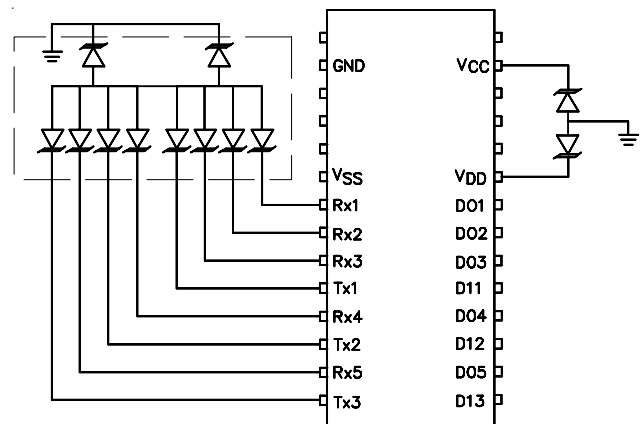 GND
VCC
VSS
VDD
Rx1
DO1
Rx2
DO2
Rx3
DO3
Tx1
D11
Rx4
DO4
Tx2
D12
Rx5
DO5
Tx3
D13